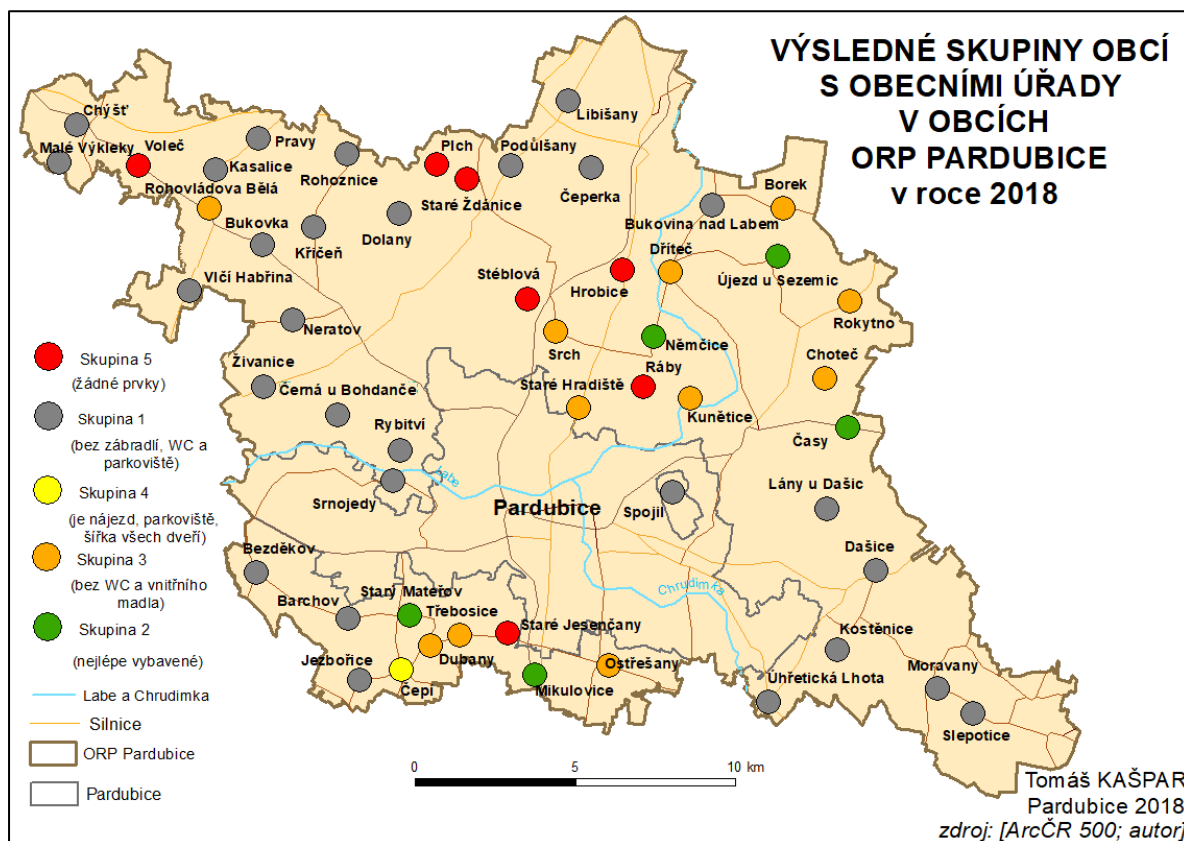 VÝSLEDNÉ SKUPINY OBCÍ
S OBECNÍMI ÚŘADY
V OBCÍCH
ORP PARDUBICE
v roce 2018
Chýšť
Malé Výkleky
Voleč
Pravy
Kasalice
Rohovládova Bělá
Rohoznice
Bukovka
Křičeň
Dolany
Vlčí Habřina
Neratov
Plch
Staré Ždánice
Podůlšany
Libišany
Čeperka
Bukovina nad Labem
Borek
Dříteč
Újezd u Sezemic
Hrobice
Stéblová
Rokytno
Srch
Němčice
Choteč
Ráby
Staré Hradiště
Kunětice
Časy
Živanice
Černá u Bohdanče
Rybitví
Labe
Srnojedy
Pardubice
Spojil
Lány u Dašic
Dašice
Chrudimka
Bezděkov
Barchov
Starý Mateřov
Třebosice
Staré Jesenčany
Jezbořice
Dubany
Čepí
Mikulovice
Ostřešany
Kostěnice
Úhřetická Lhota
Moravany
Slepotice
Skupina 5
(žádné prvky)
Skupina 1
(bez zábradlí, WC a
parkoviště)
Skupina 4
(je nájezd, parkoviště,
šířka všech dveří)
Skupina 3
(bez WC a vnitřního
madla)
Skupina 2
(nejlépe vybavené)
Labe a Chrudimka
Silnice
ORP Pardubice
Pardubice
0 5 10 km
Tomáš KAŠPAR
Pardubice 2018
zdroj: [ArcČR 500; autor]